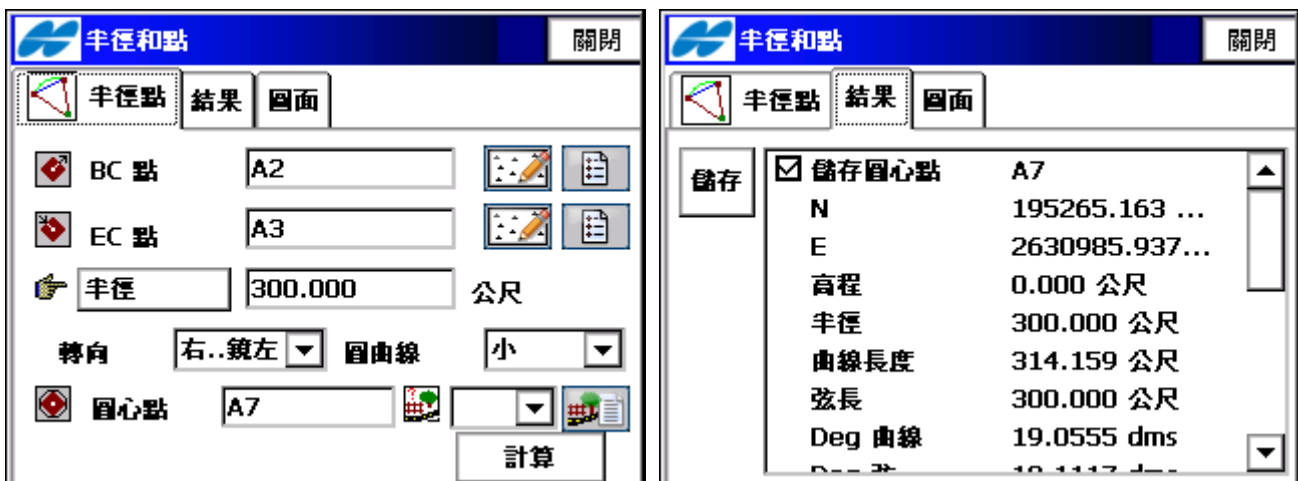 半徑和點 關閉
半徑點 結果 圖面
BC 點 A2
EC 點 A3
半徑 300.000 公尺
轉向 右..鏡左 圓曲線 小
圓心點 A7
計算
半徑和點 關閉
半徑點 結果 圖面
儲存
儲存圓心點 A7
N 195265.163 ...
E 2630985.937...
高程 0.000 公尺
半徑 300.000 公尺
曲線長度 314.159 公尺
弦長 300.000 公尺
Deg 曲線 19.0555 dms